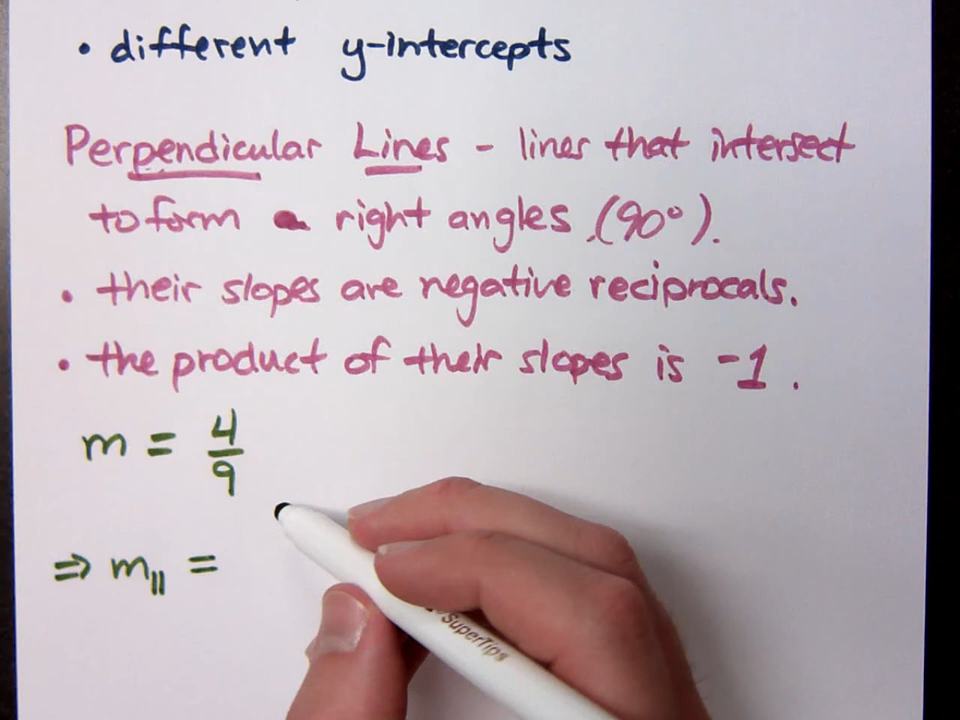 • different y-intercepts
Perpendicular Lines - lines that intersect
to form right angles (90°).
• their slopes are negative reciprocals.
• the product of their slopes is -1.
m = 4/9
⇒ m∥ =
SuperTips